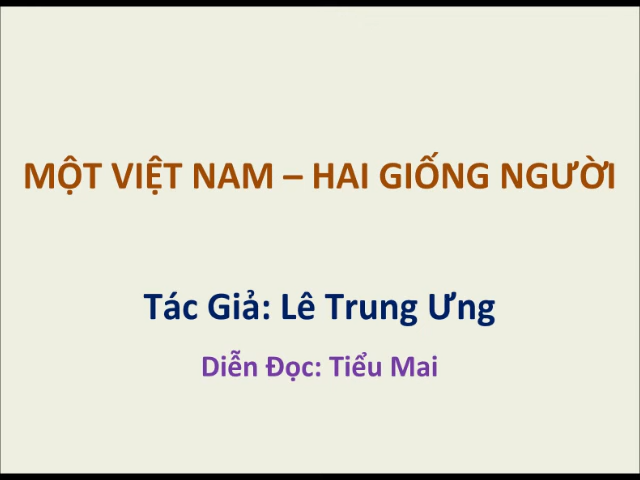 MỘT VIỆT NAM – HAI GIỐNG NGƯỜI
Tác Giả: Lê Trung Ưng
Diễn Đọc: Tiểu Mai